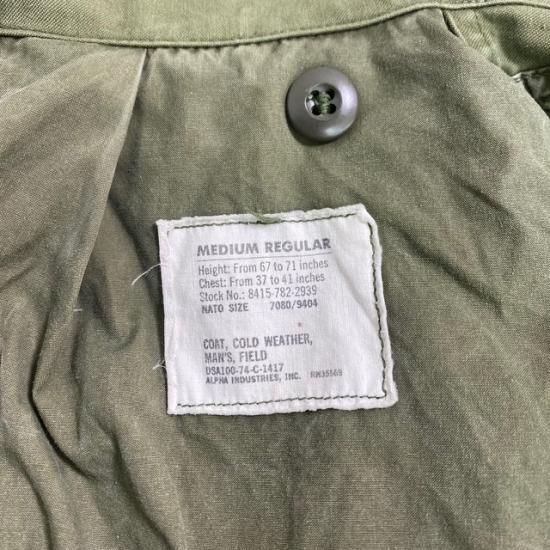 MEDIUM REGULAR
Height: From 67 to 71 inches
Chest: From 37 to 41 inches
Stock No.: 8415-782-2939
NATO SIZE 7080/9404
COAT, COLD WEATHER,
MAN'S, FIELD
DSA100-74-C-1417
ALPHA INDUSTRIES, INC. RN35569